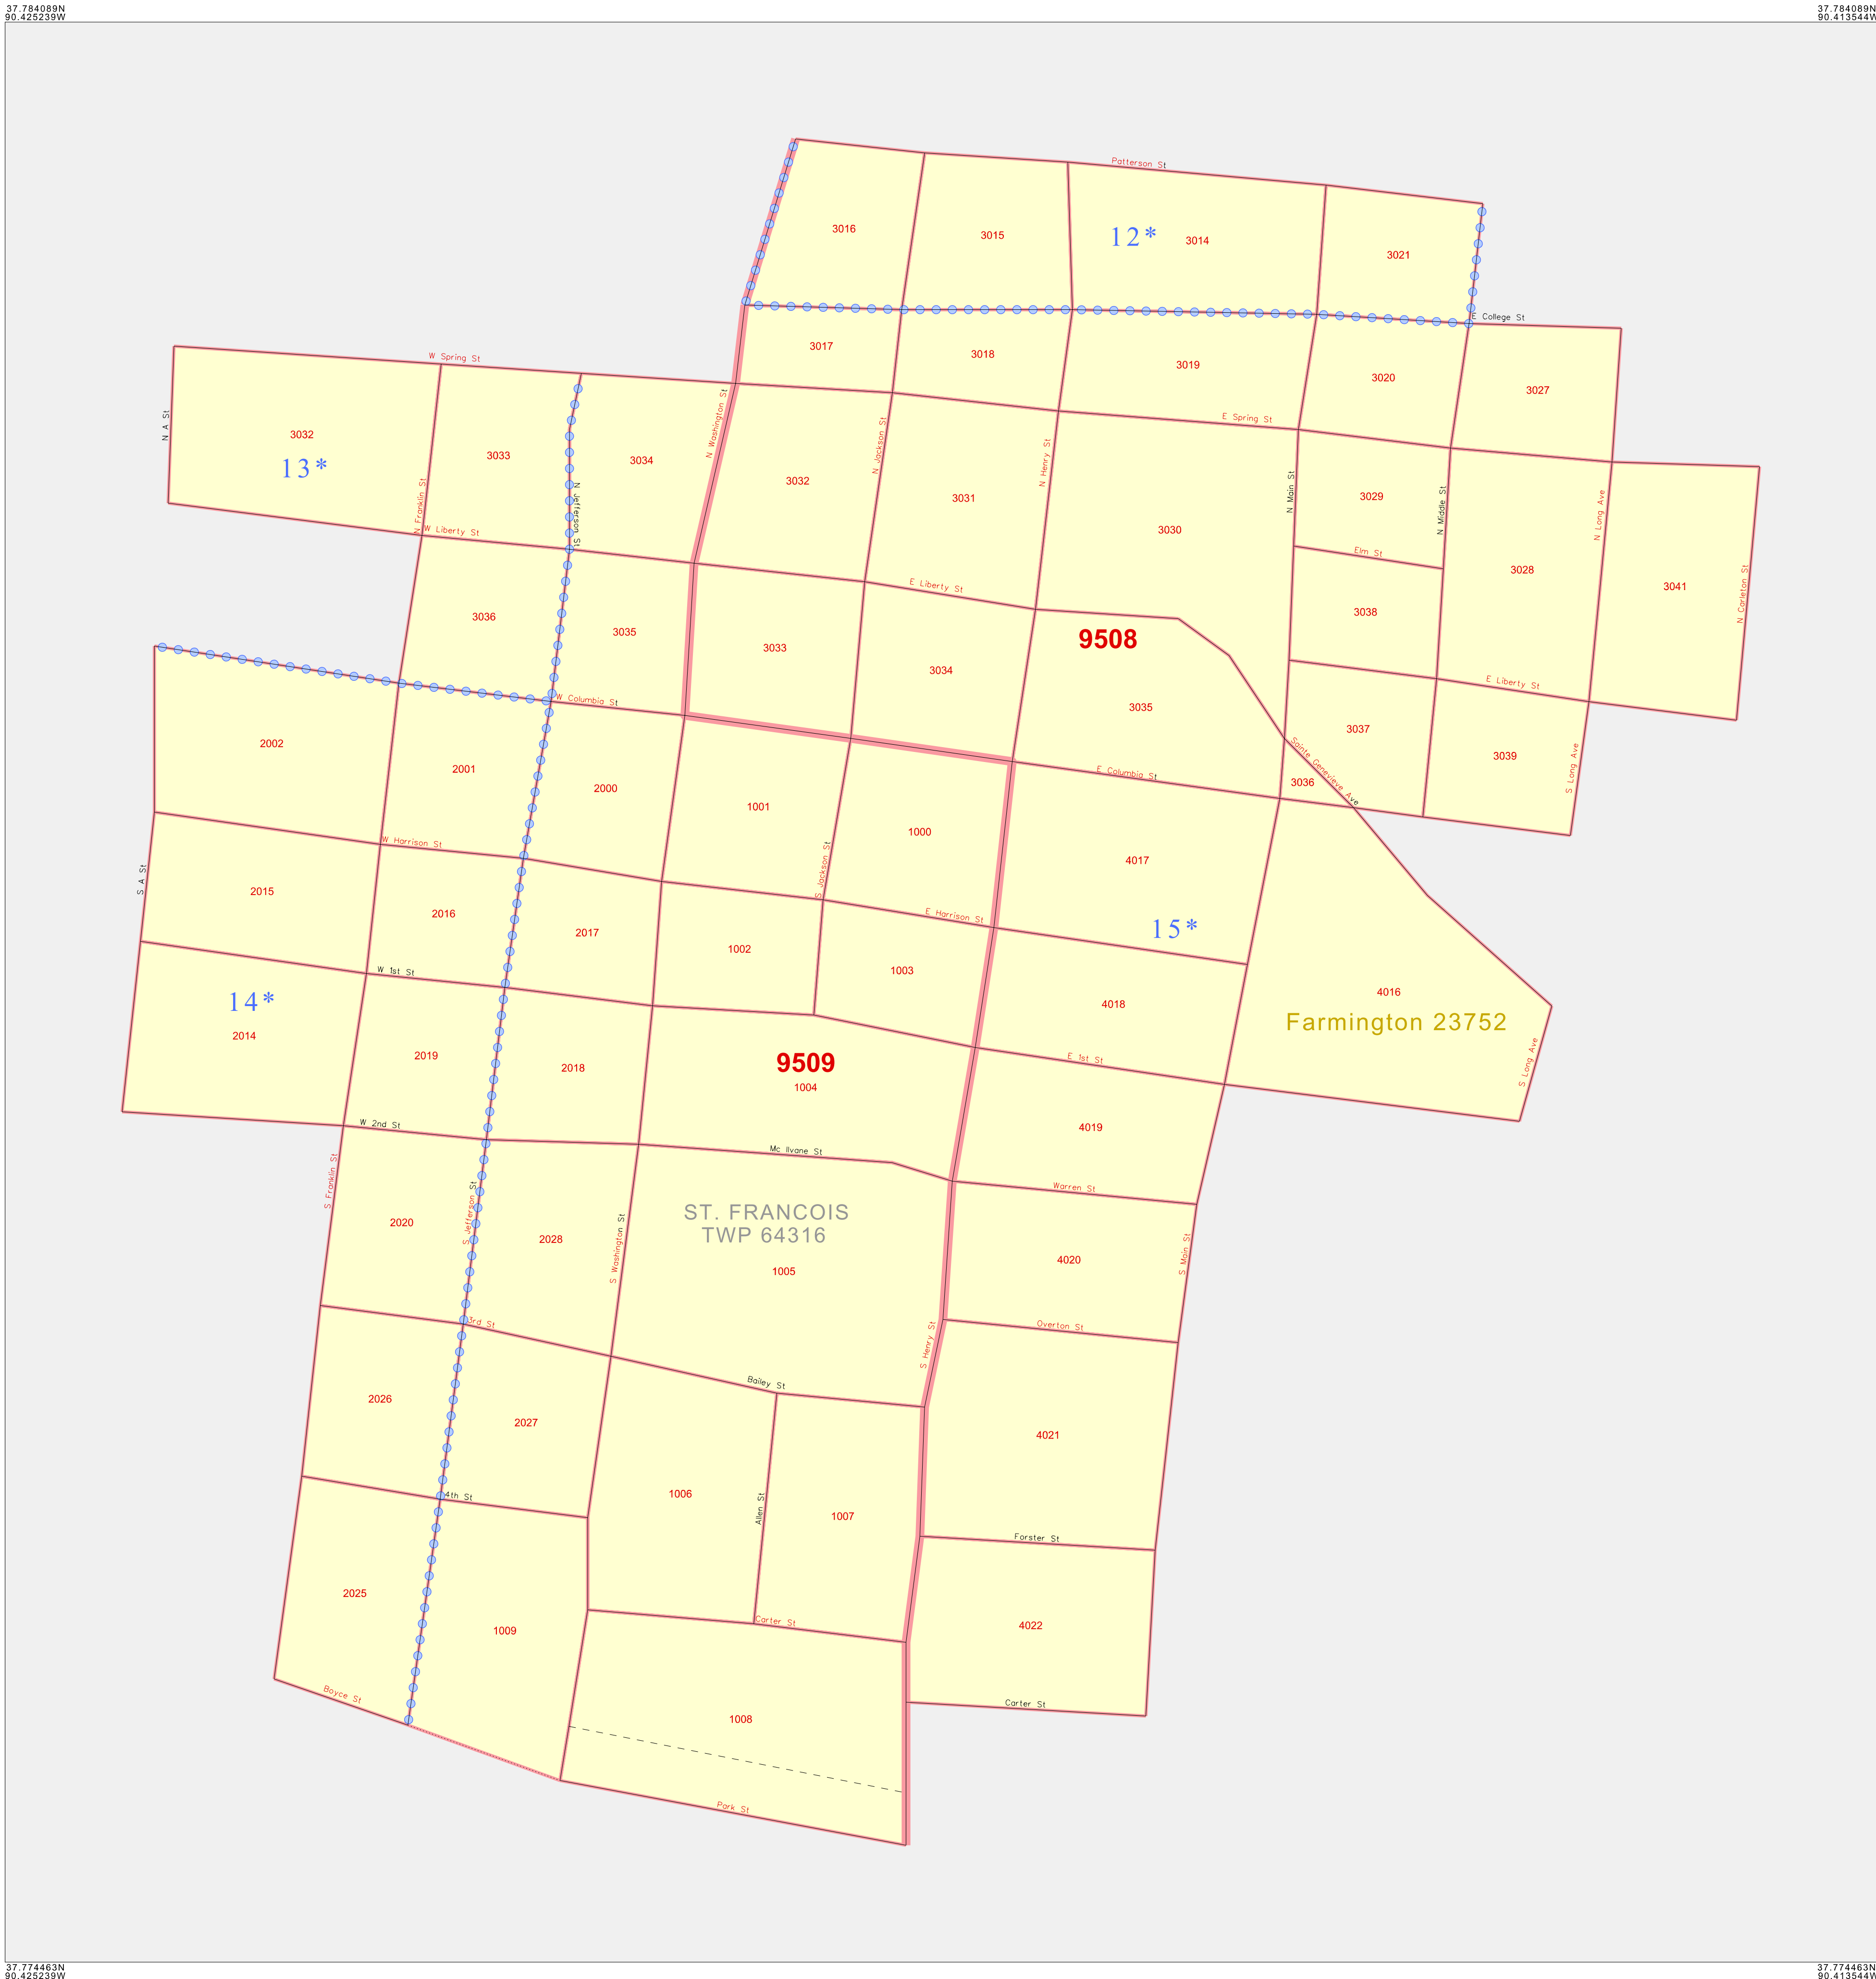 37.784089N
90.425239W
37.784089N
90.413544W
Patterson St
3016
3015
12*
3014
3021
E College St
3017
3018
3019
3020
3027
W Spring St
N A St
3032
13*
3033
3034
N Washington St
N Jackson St
N Henry St
E Spring St
N Franklin St
N Jefferson St
3032
3031
3030
N Main St
3029
N Middle St
N Long Ave
W Liberty St
Elm St
3028
3041
N Carleton St
E Liberty St
3036
3035
3033
3034
9508
3035
3038
E Liberty St
W Columbia St
3037
3039
S Long Ave
Sainte Genevieve Ave
E Columbia St
3036
2002
2001
2000
1001
1000
4017
W Harrison St
S A St
2015
2016
2017
1002
S Jackson St
E Harrison St
1003
15*
W 1st St
14*
2014
2019
2018
9509
1004
4018
4016
Farmington 23752
E 1st St
S Long Ave
W 2nd St
Mc Ilvane St
4019
Warren St
S Franklin St
S Jefferson St
S Washington St
ST. FRANCOIS
TWP 64316
2020
2028
1005
4020
S Main St
3rd St
Overton St
S Henry St
Bailey St
2026
2027
4021
4th St
1006
Allen St
1007
Forster St
2025
1009
Carter St
4022
Boyce St
1008
Carter St
Park St
37.774463N
90.425239W
37.774463N
90.413544W